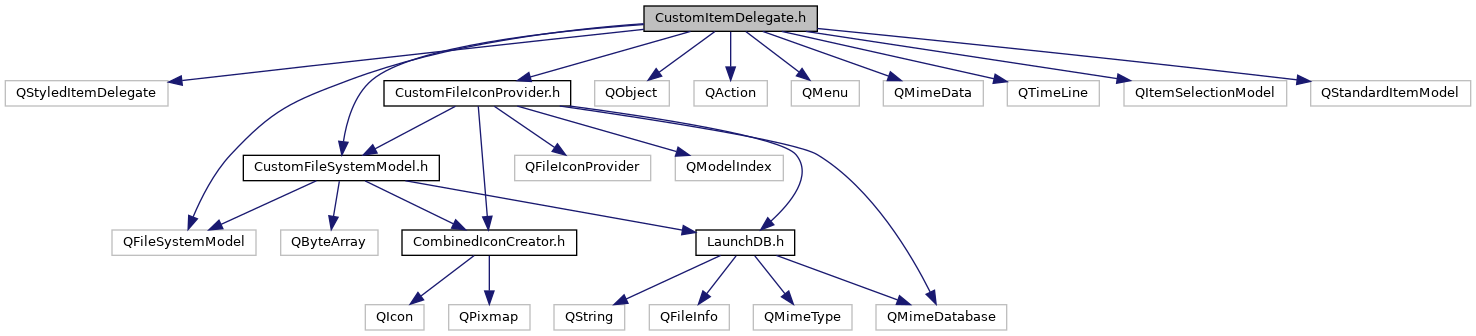 CustomItemDelegate.h
QStyledItemDelegate
CustomFileIconProvider.h
QObject
QAction
QMenu
QMimeData
QTimeLine
QItemSelectionModel
QStandardItemModel
CustomFileSystemModel.h
QFileIconProvider
QModelIndex
QFileSystemModel
QByteArray
CombinedIconCreator.h
LaunchDB.h
QIcon
QPixmap
QString
QFileInfo
QMimeType
QMimeDatabase